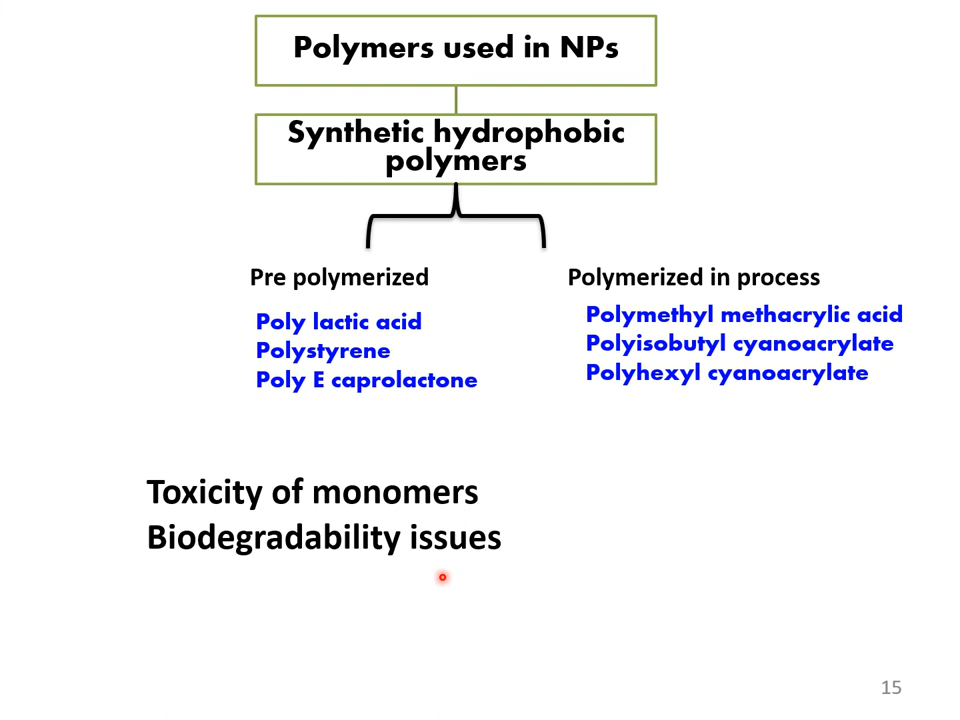 Polymers used in NPs
Synthetic hydrophobic
polymers
Pre polymerized
Poly lactic acid
Polystyrene
Poly E caprolactone
Polymerized in process
Polymethyl methacrylic acid
Polyisobutyl cyanoacrylate
Polyhexyl cyanoacrylate
Toxicity of monomers
Biodegradability issues
15